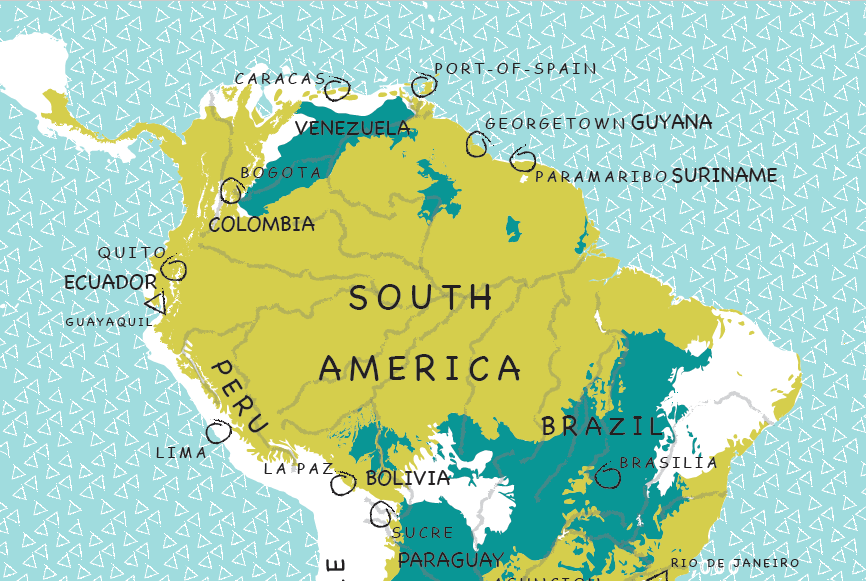 CARACAS
PORT-OF-SPAIN
VENEZUELA
GEORGETOWN GUYANA
BOGOTA
PARAMARIBO SURINAME
COLOMBIA
QUITO
ECUADOR
GUAYAQUIL
SOUTH
AMERICA
PERU
BRAZIL
LIMA
LA PAZ
BOLIVIA
BRASILIA
SUCRE
PARAGUAY
RIO DE JANEIRO